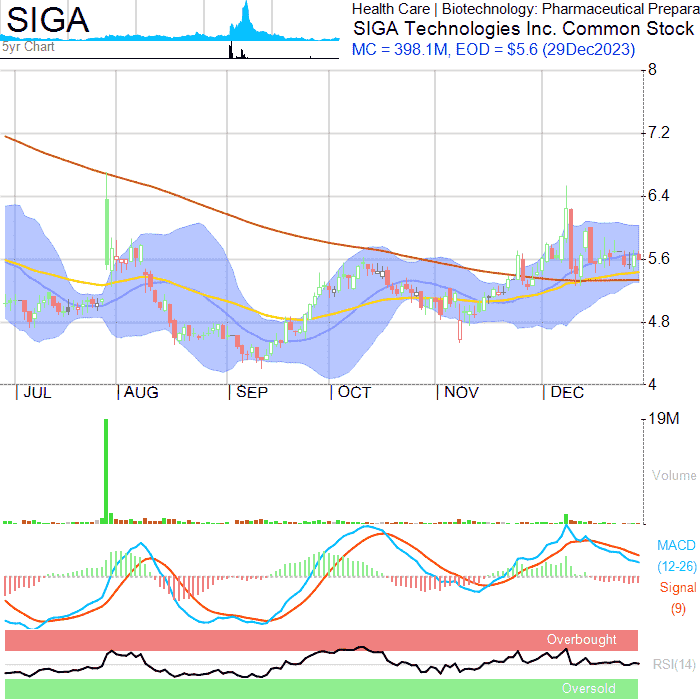 SIGA
5yr Chart
Health Care | Biotechnology: Pharmaceutical Prepara
SIGA Technologies Inc. Common Stock
MC = 398.1M, EOD = $5.6 (29Dec2023)
8
7.2
6.4
5.6
4.8
4
JUL AUG SEP OCT NOV DEC
19M
Volume
MACD
(12-26)
Signal
(9)
Overbought
RSI(14)
Oversold